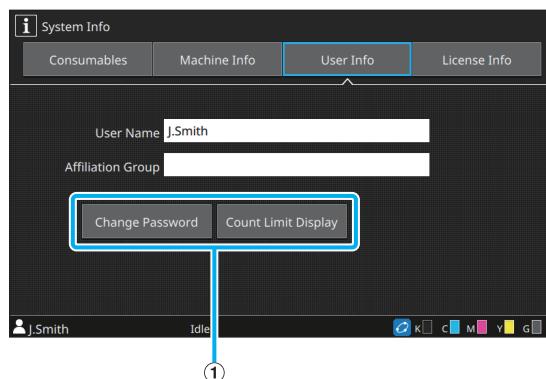 i System Info
Consumables Machine Info User Info License Info
User Name J.Smith
Affiliation Group
Change Password Count Limit Display
J.Smith Idle K C M Y G
1